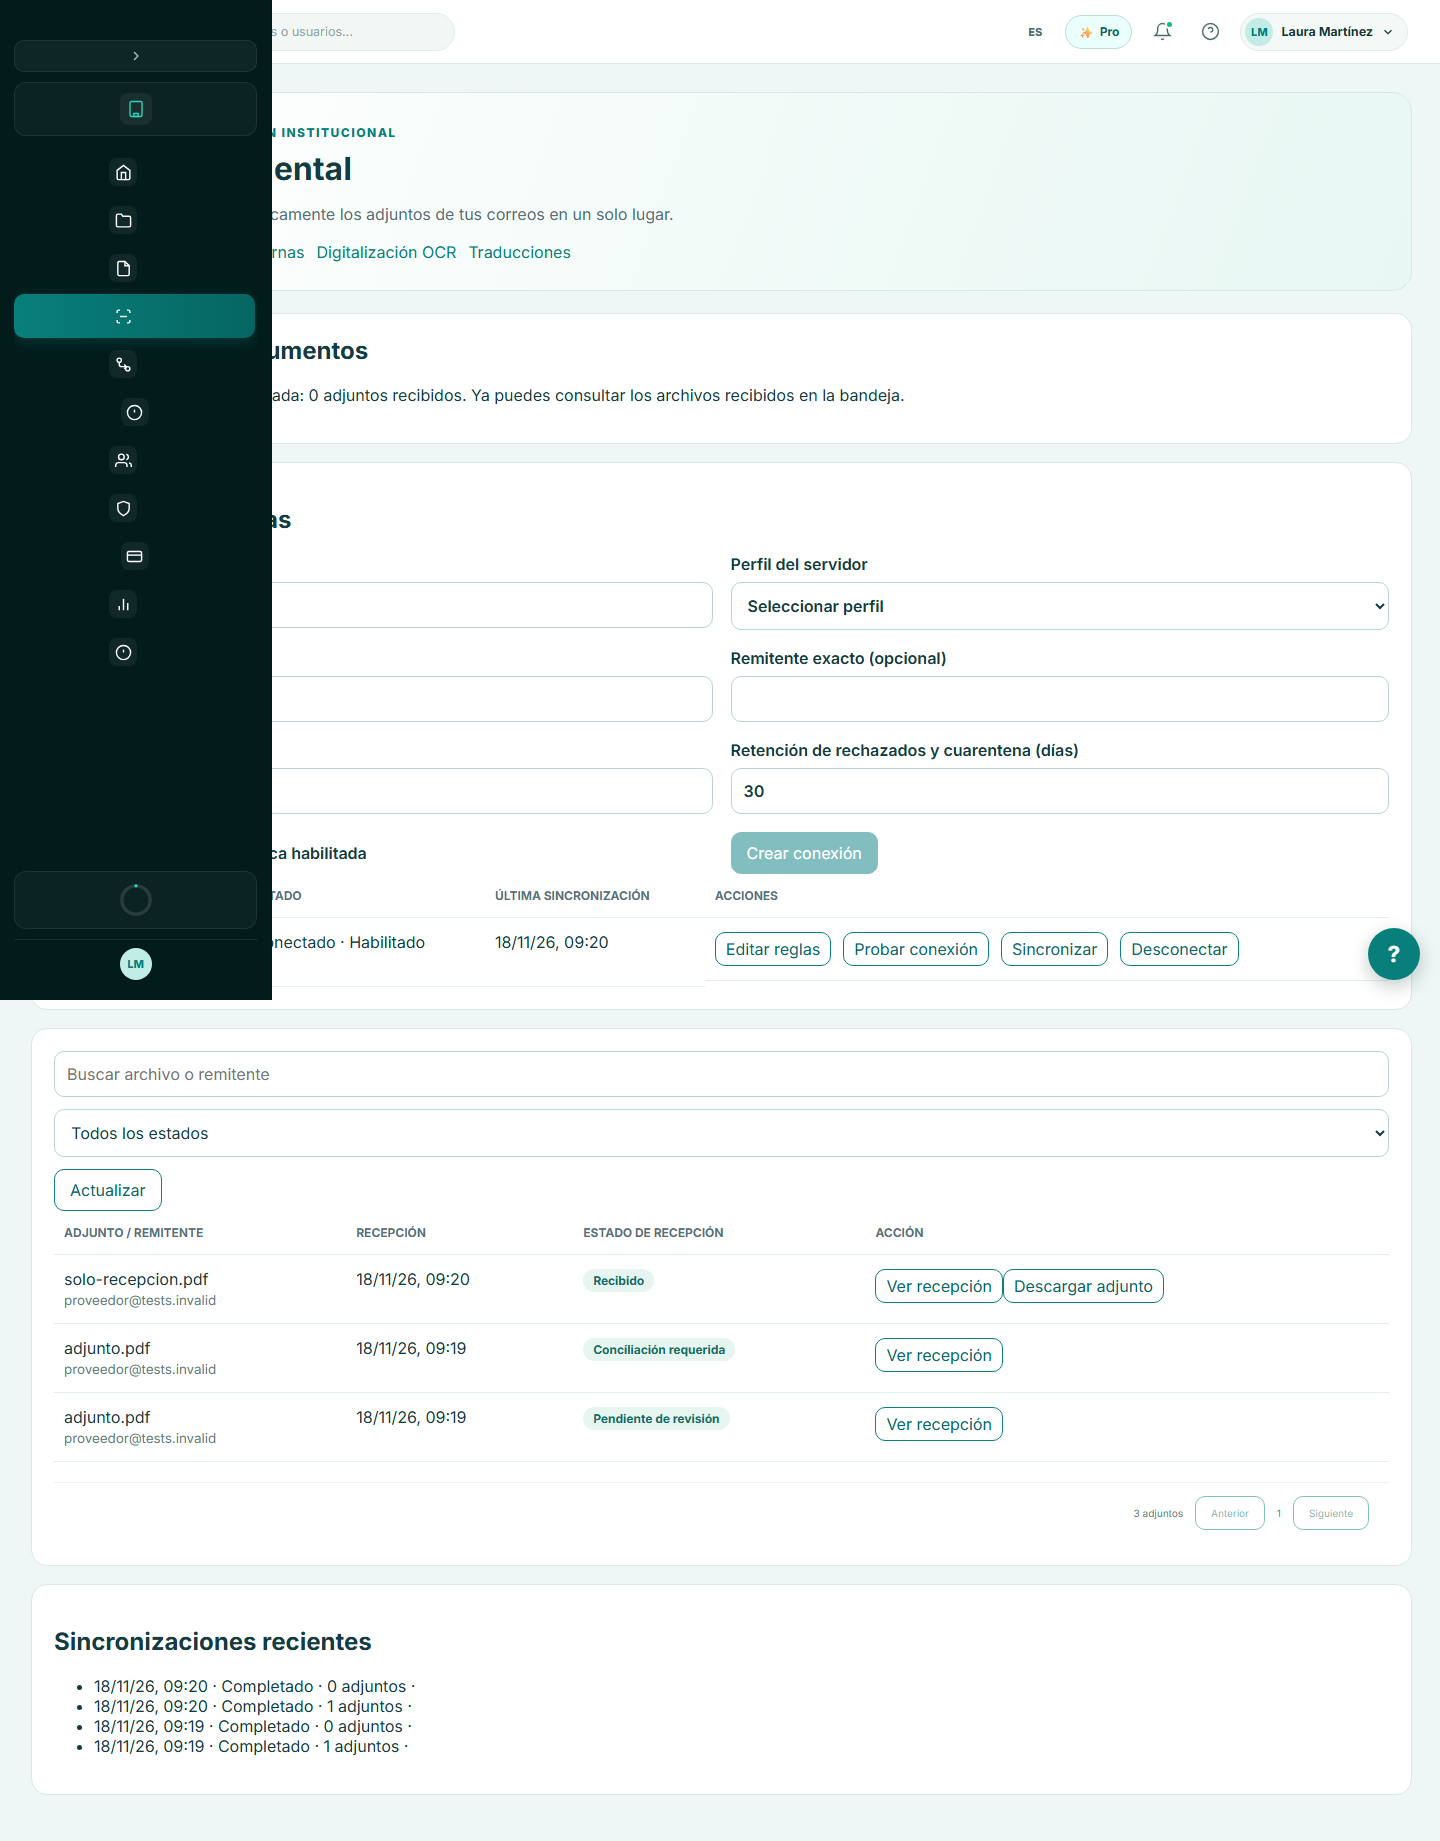 s o usuarios...
ES
Pro
LM
Laura Martínez
N INSTITUCIONAL
ental
camente los adjuntos de tus correos en un solo lugar.
rnas Digitalización OCR Traducciones
umentos
ada: 0 adjuntos recibidos. Ya puedes consultar los archivos recibidos en la bandeja.
as
Perfil del servidor
Seleccionar perfil
Remitente exacto (opcional)
Retención de rechazados y cuarentena (días)
30
ca habilitada
Crear conexión
TADO ÚLTIMA SINCRONIZACIÓN ACCIONES
onectado · Habilitado 18/11/26, 09:20 Editar reglas Probar conexión Sincronizar Desconectar
?
LM
Buscar archivo o remitente
Todos los estados
Actualizar
ADJUNTO / REMITENTE RECEPCIÓN ESTADO DE RECEPCIÓN ACCIÓN
solo-recepcion.pdf 18/11/26, 09:20 Recibido Ver recepción Descargar adjunto
proveedor@tests.invalid
adjunto.pdf 18/11/26, 09:19 Conciliación requerida Ver recepción
proveedor@tests.invalid
adjunto.pdf 18/11/26, 09:19 Pendiente de revisión Ver recepción
proveedor@tests.invalid
3 adjuntos Anterior 1 Siguiente
Sincronizaciones recientes
• 18/11/26, 09:20 · Completado · 0 adjuntos ·
• 18/11/26, 09:20 · Completado · 1 adjuntos ·
• 18/11/26, 09:19 · Completado · 0 adjuntos ·
• 18/11/26, 09:19 · Completado · 1 adjuntos ·